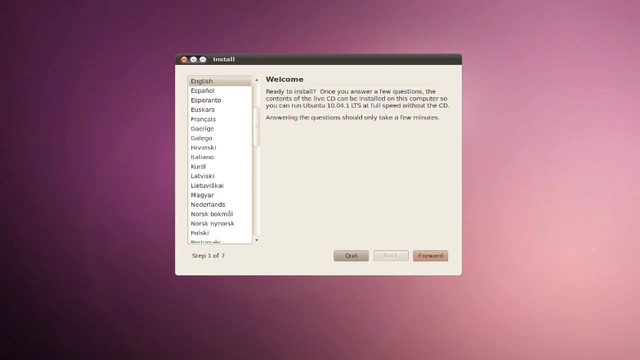 Install
English
Español
Esperanto
Euskara
Français
Gaeilge
Galego
Hrvatski
Italiano
Kurdî
Latviski
Lietuviškai
Magyar
Nederlands
Norsk bokmål
Norsk nynorsk
Polski
Português
Welcome
Ready to install? Once you answer a few questions, the
contents of the live CD can be installed on this computer so
you can run Ubuntu 10.04.1 LTS at full speed without the CD.
Answering the questions should only take a few minutes.
Step 1 of 7
Quit
Back
Forward